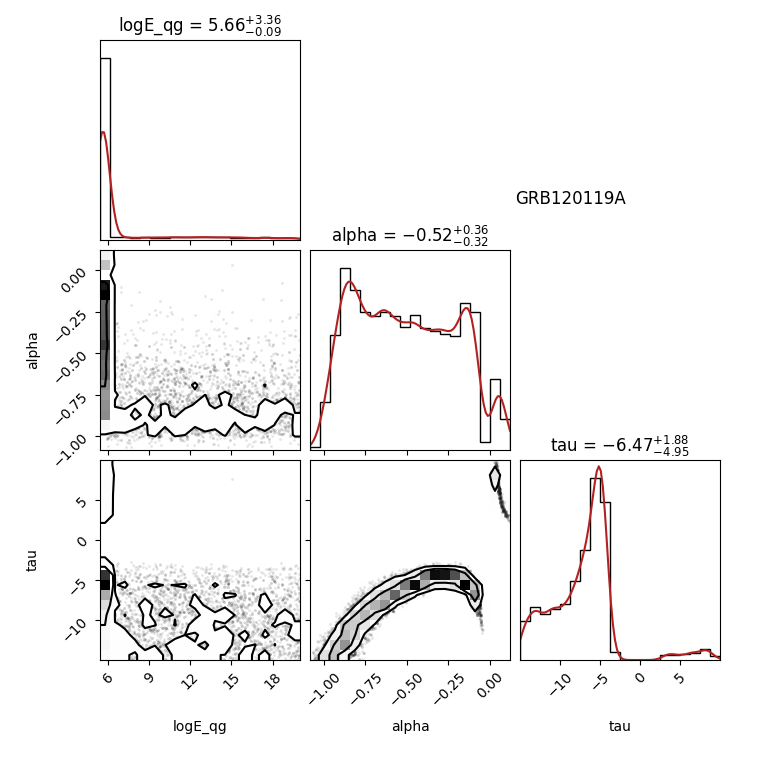 logE_qg = 5.66+3.36−0.09
GRB120119A
alpha = −0.52+0.36−0.32
alpha
0.00
−0.25
−0.50
−0.75
−1.00
tau = −6.47+1.88−4.95
tau
5
0
−5
−10
6 9 12 15 18
−1.00 −0.75 −0.50 −0.25 0.00
−10 −5 0 5
logE_qg alpha tau